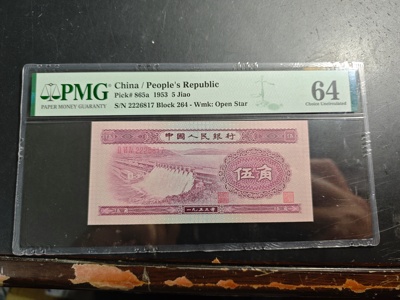 PMG
PAPER MONEY GUARANTY
China / People's Republic
Pick# 865a 1953 5 Jiao
S/N 2226817 Block 264 - Wmk: Open Star
64
Choice Uncirculated
中国人民银行
伍角
一九五三年